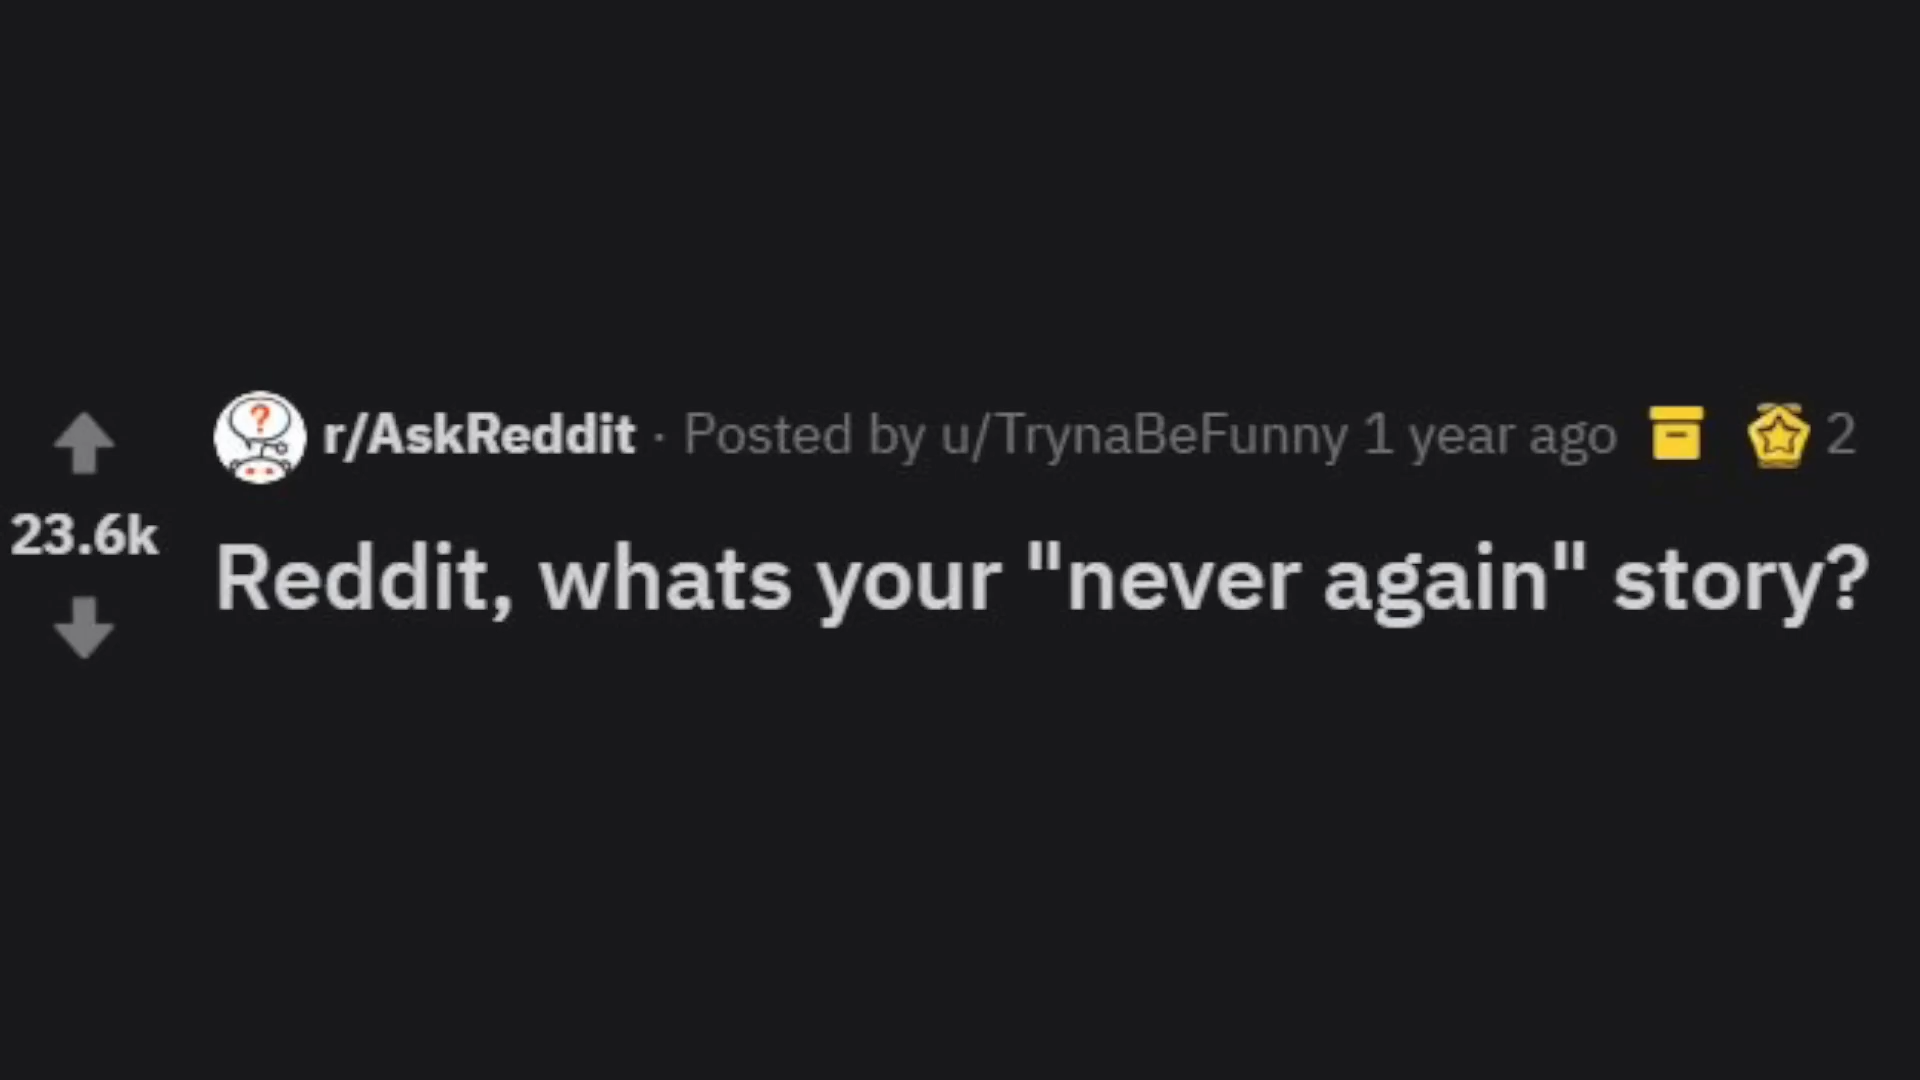 r/AskReddit · Posted by u/TrynaBeFunny 1 year ago 2
23.6k
Reddit, whats your "never again" story?